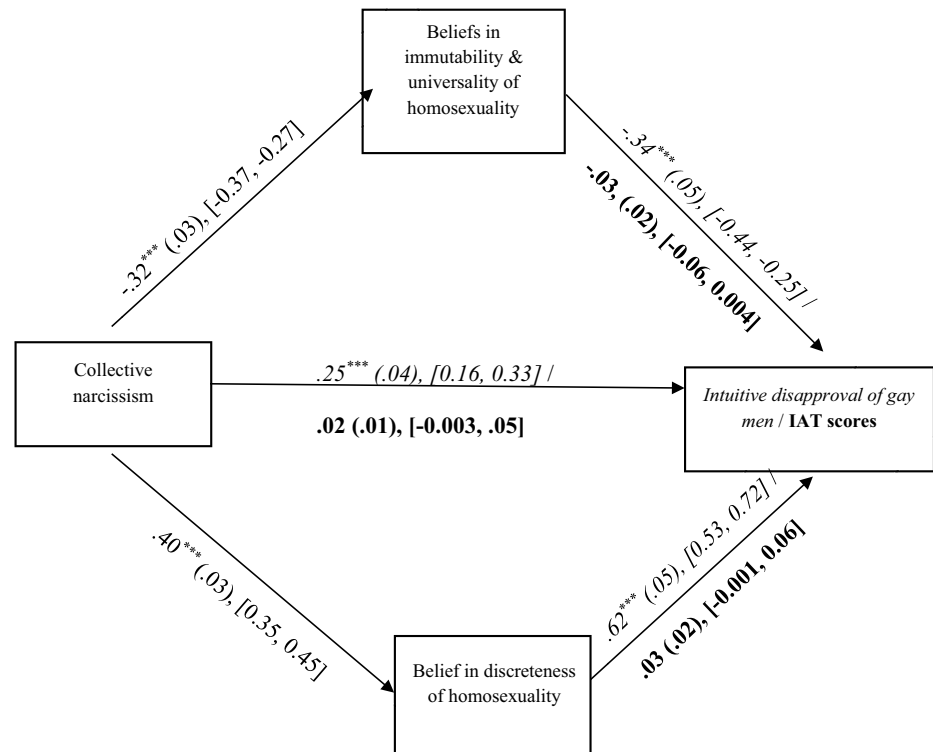 Beliefs in
immutability &
universality of
homosexuality
-.32*** (.03), [-0.37, -0.27]
-.34*** (.05), [-0.44, -0.25] /
-.03, (.02), [-0.06, 0.004]
Collective
narcissism
.25*** (.04), [0.16, 0.33] /
.02 (.01), [-0.003, .05]
Intuitive disapproval of gay
men / IAT scores
.40*** (.03), [0.35, 0.45]
.62*** (.05), [0.53, 0.72] /
.03 (.02), [-0.001, 0.06]
Belief in discreteness
of homosexuality